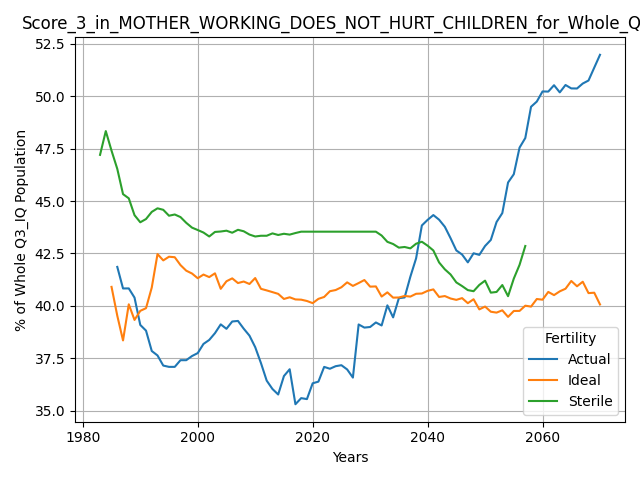 Score_3_in_MOTHER_WORKING_DOES_NOT_HURT_CHILDREN_for_Whole_Q
52.5
50.0
47.5
45.0
42.5
40.0
37.5
35.0
% of Whole Q3_IQ Population
1980
2000
2020
2040
2060
Years
Fertility
Actual
Ideal
Sterile